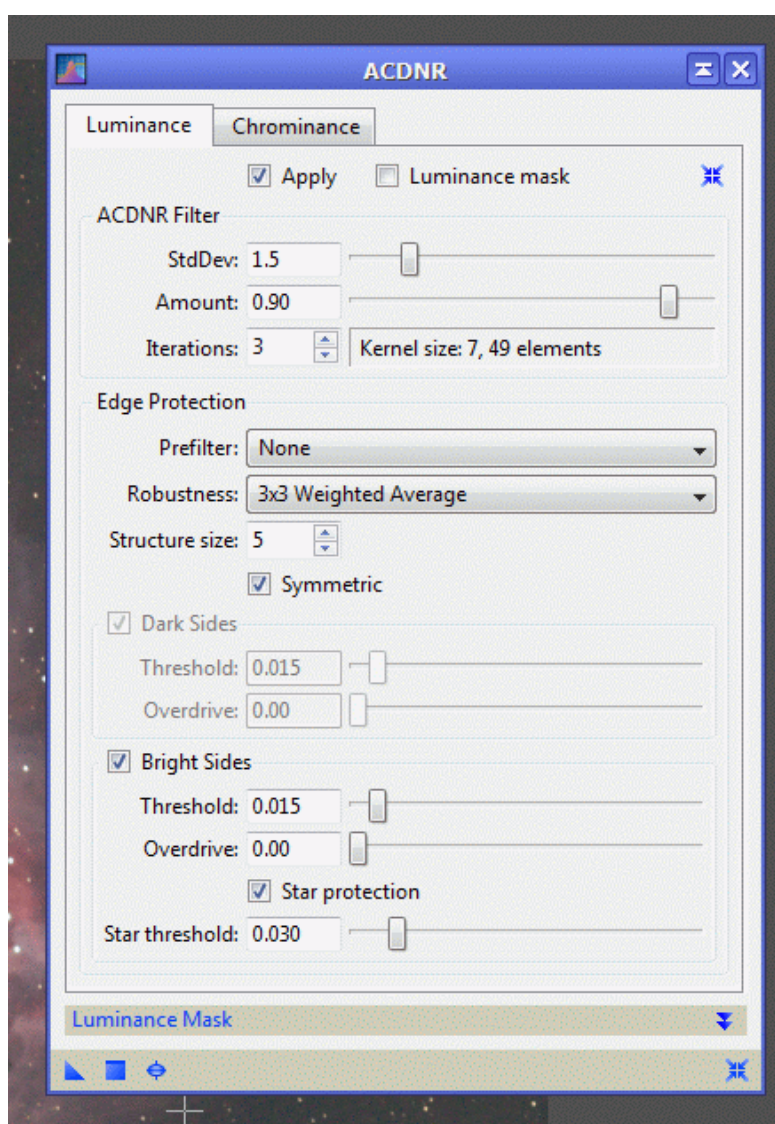 ACDNR
Luminance Chrominance
Apply Luminance mask
ACDNR Filter
StdDev: 1.5
Amount: 0.90
Iterations: 3 Kernel size: 7, 49 elements
Edge Protection
Prefilter: None
Robustness: 3x3 Weighted Average
Structure size: 5
Symmetric
Dark Sides
Threshold: 0.015
Overdrive: 0.00
Bright Sides
Threshold: 0.015
Overdrive: 0.00
Star protection
Star threshold: 0.030
Luminance Mask